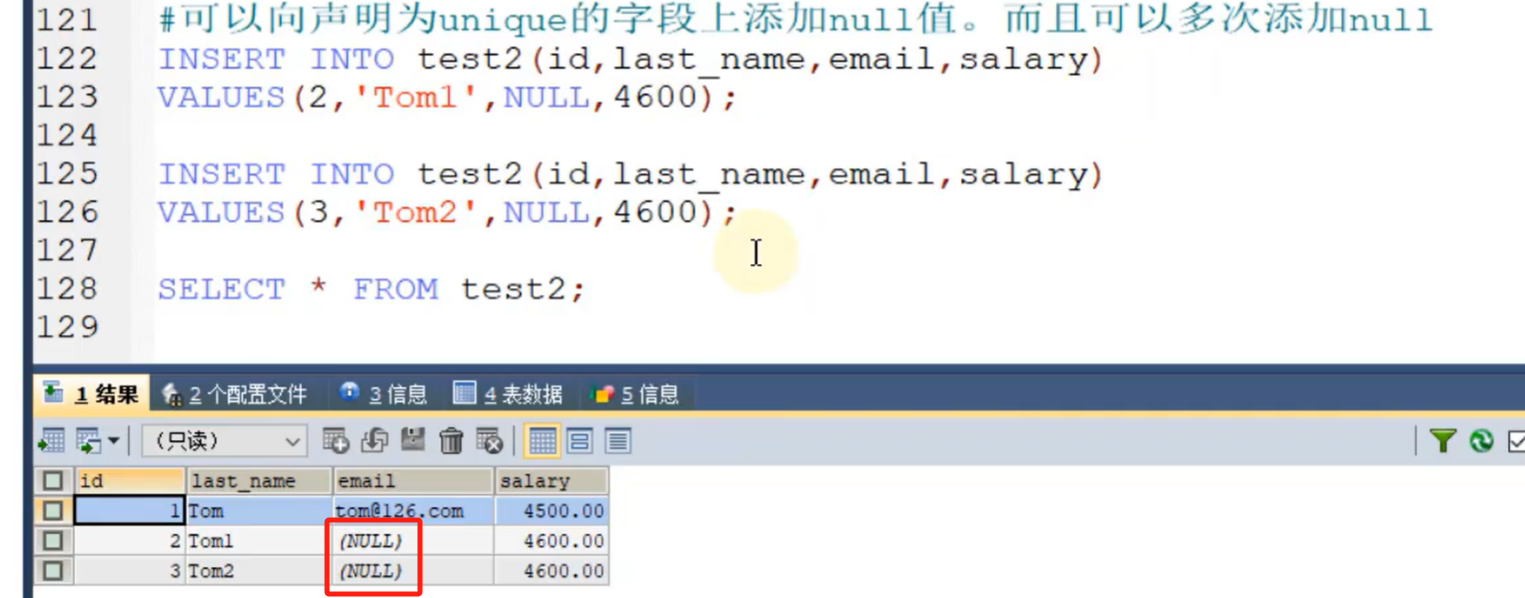 121 #可以向声明为unique的字段上添加null值。而且可以多次添加null
122 INSERT INTO test2(id,last_name,email,salary)
123 VALUES(2,'Tom1',NULL,4600);
124
125 INSERT INTO test2(id,last_name,email,salary)
126 VALUES(3,'Tom2',NULL,4600);
127
128 SELECT * FROM test2;
129
1 结果 2 个配置文件 3 信息 4 表数据 5 信息
(只读)
id last_name email salary
1 Tom tom@126.com 4500.00
2 Tom1 (NULL) 4600.00
3 Tom2 (NULL) 4600.00